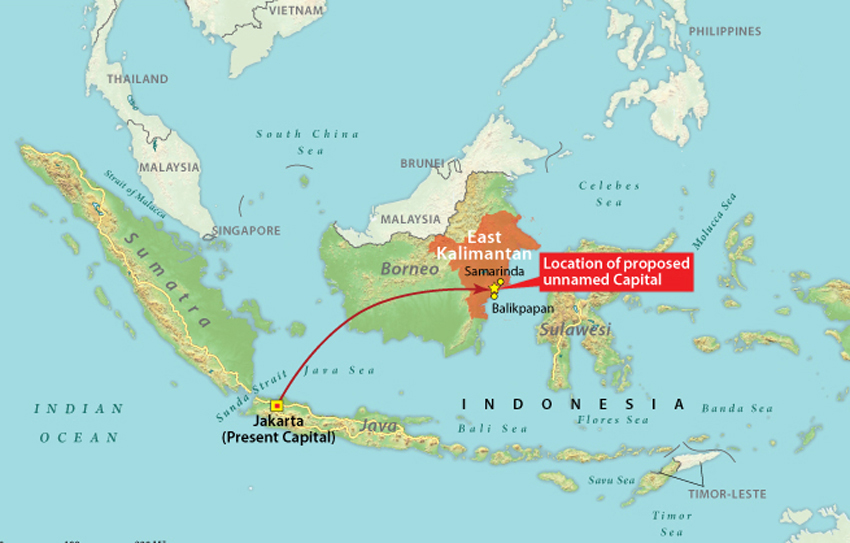 VIETNAM
PHILIPPINES
THAILAND
South China
Sea
MALAYSIA
BRUNEI
Strait of Malacca
Celebes
Sea
Molucca Sea
MALAYSIA
SINGAPORE
East
Kalimantan
Sumatra
Borneo
Samarinda
Location of proposed
unnamed Capital
Balikpapan
Sulawesi
Sunda Strait
Java Sea
INDIAN
OCEAN
INDONESIA
Jakarta
(Present Capital)
Java
Bali Sea
Flores Sea
Banda Sea
Savu Sea
TIMOR-LESTE
Timor
Sea